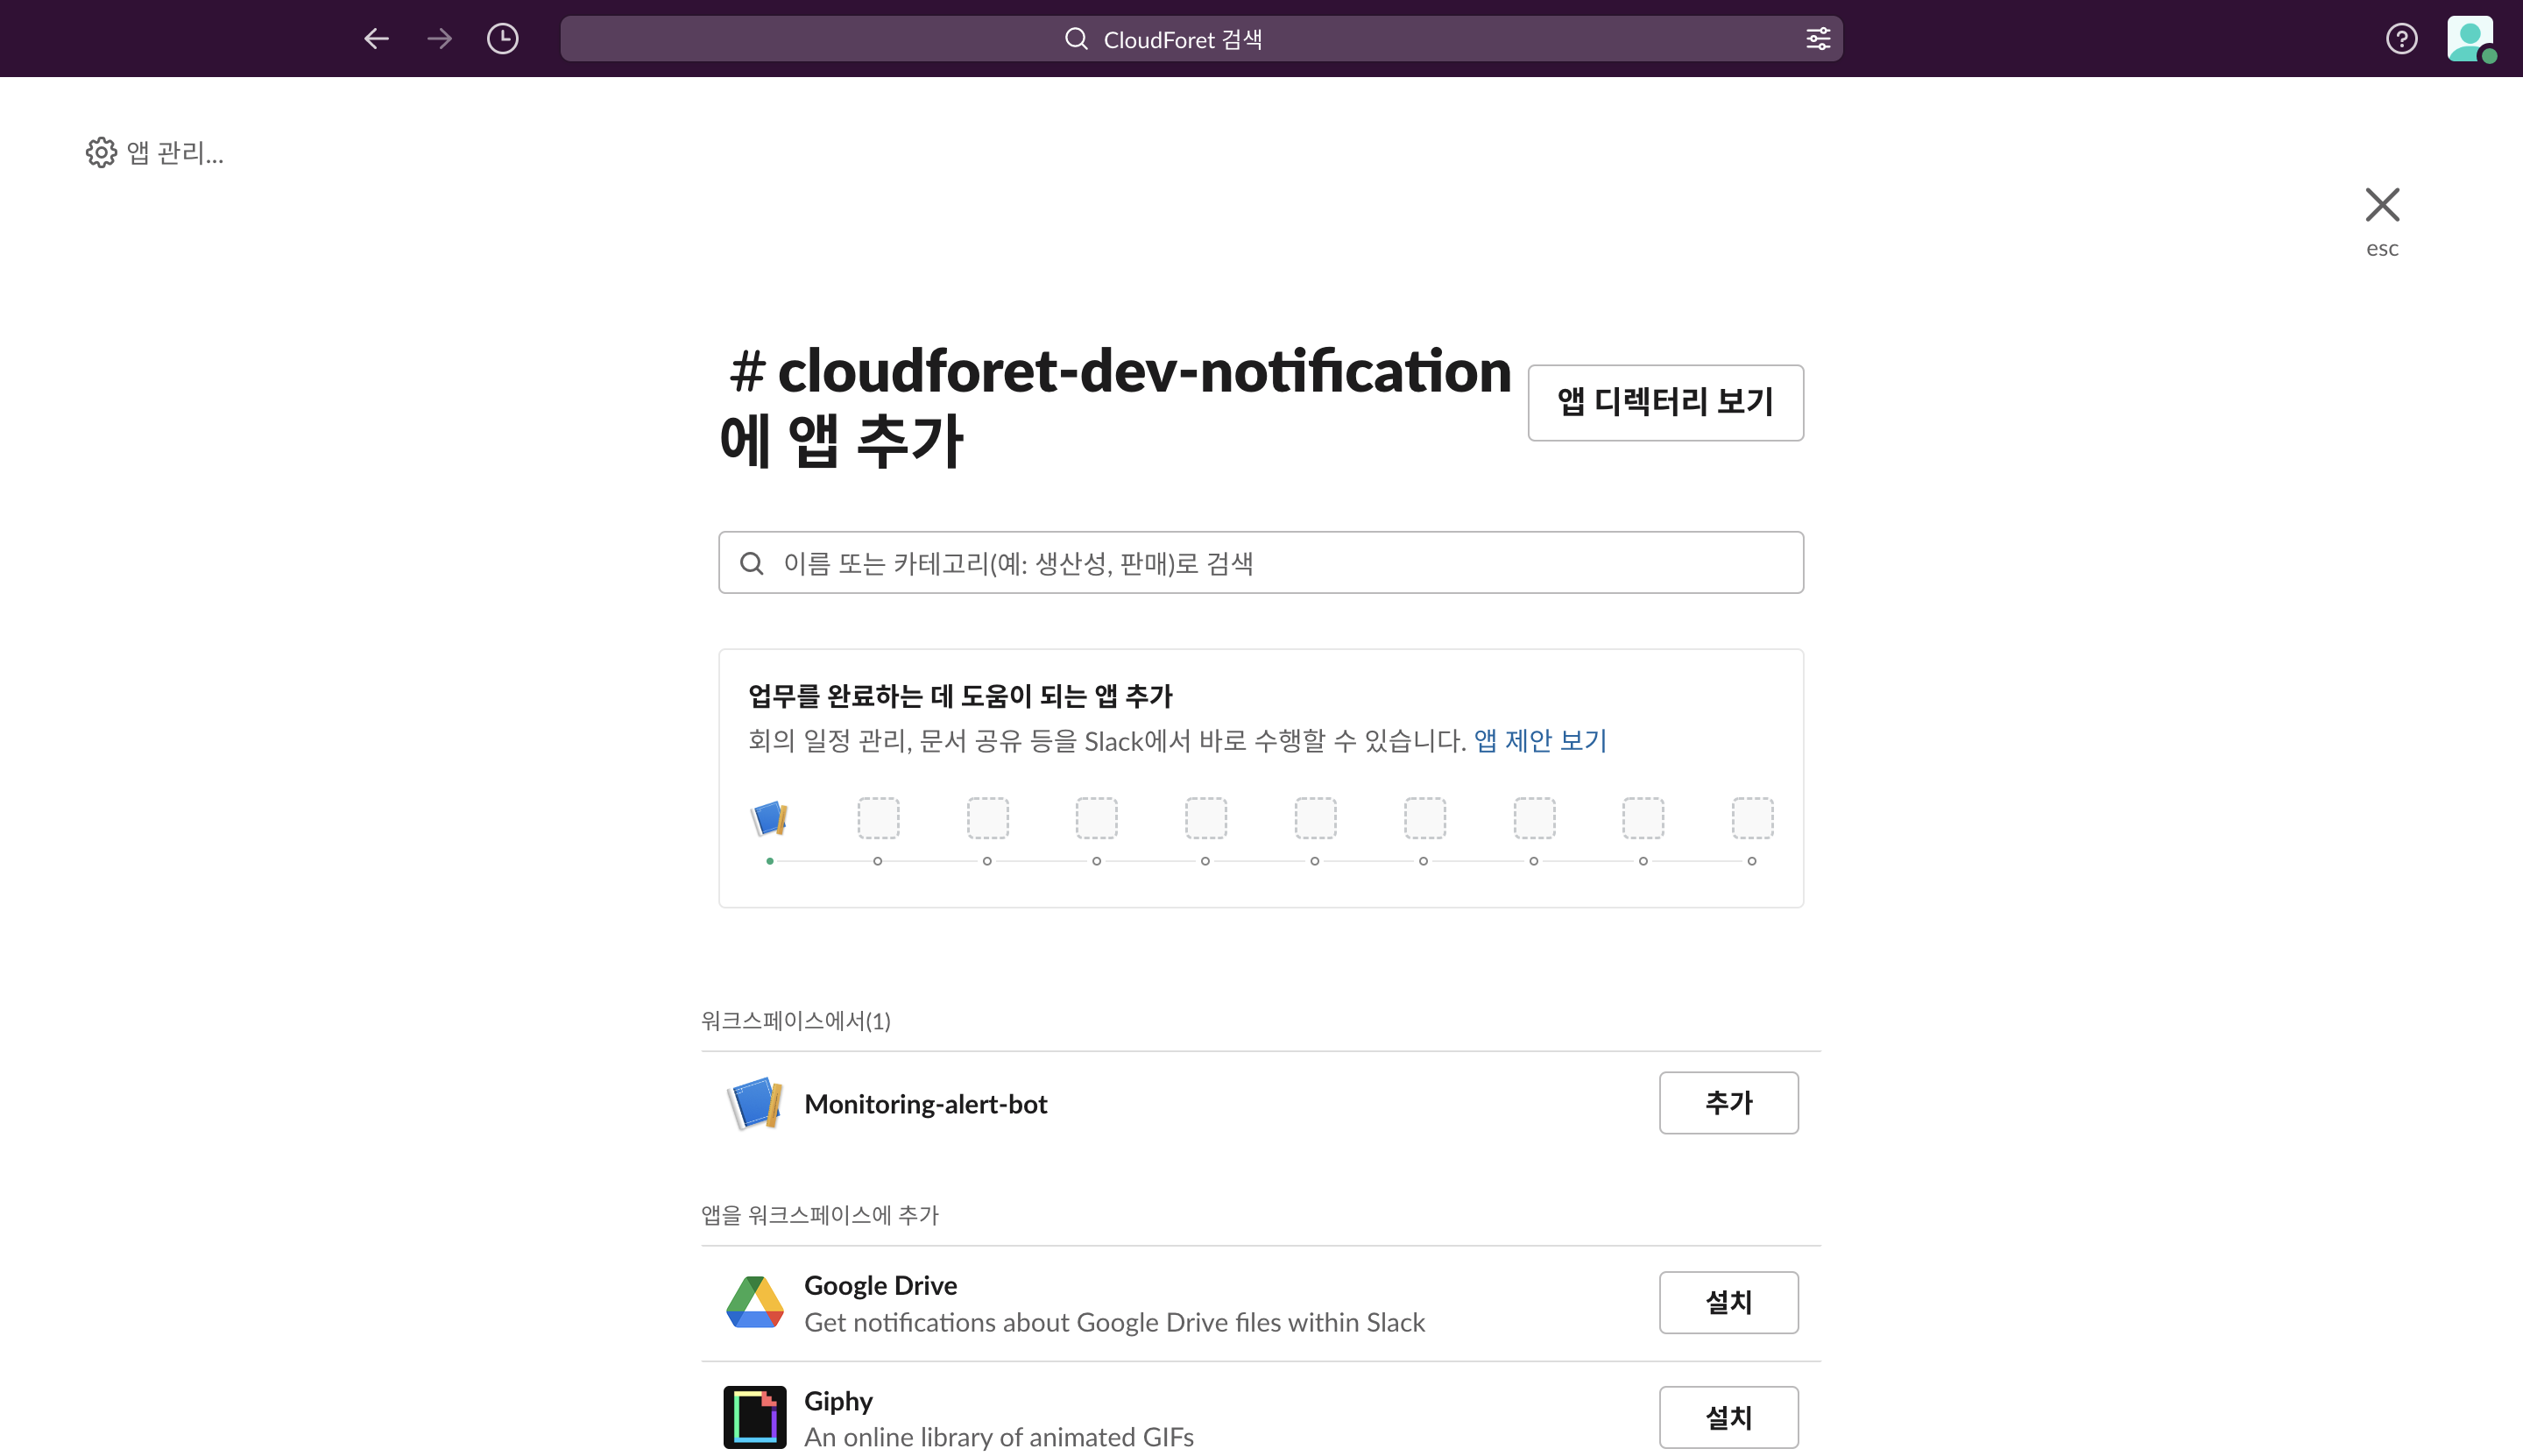 CloudForet 검색
앱 관리...
esc
# cloudforet-dev-notification
에 앱 추가
앱 디렉터리 보기
이름 또는 카테고리(예: 생산성, 판매)로 검색
업무를 완료하는 데 도움이 되는 앱 추가
회의 일정 관리, 문서 공유 등을 Slack에서 바로 수행할 수 있습니다. 앱 제안 보기
워크스페이스에서(1)
Monitoring-alert-bot
추가
앱을 워크스페이스에 추가
Google Drive
Get notifications about Google Drive files within Slack
설치
Giphy
An online library of animated GIFs
설치